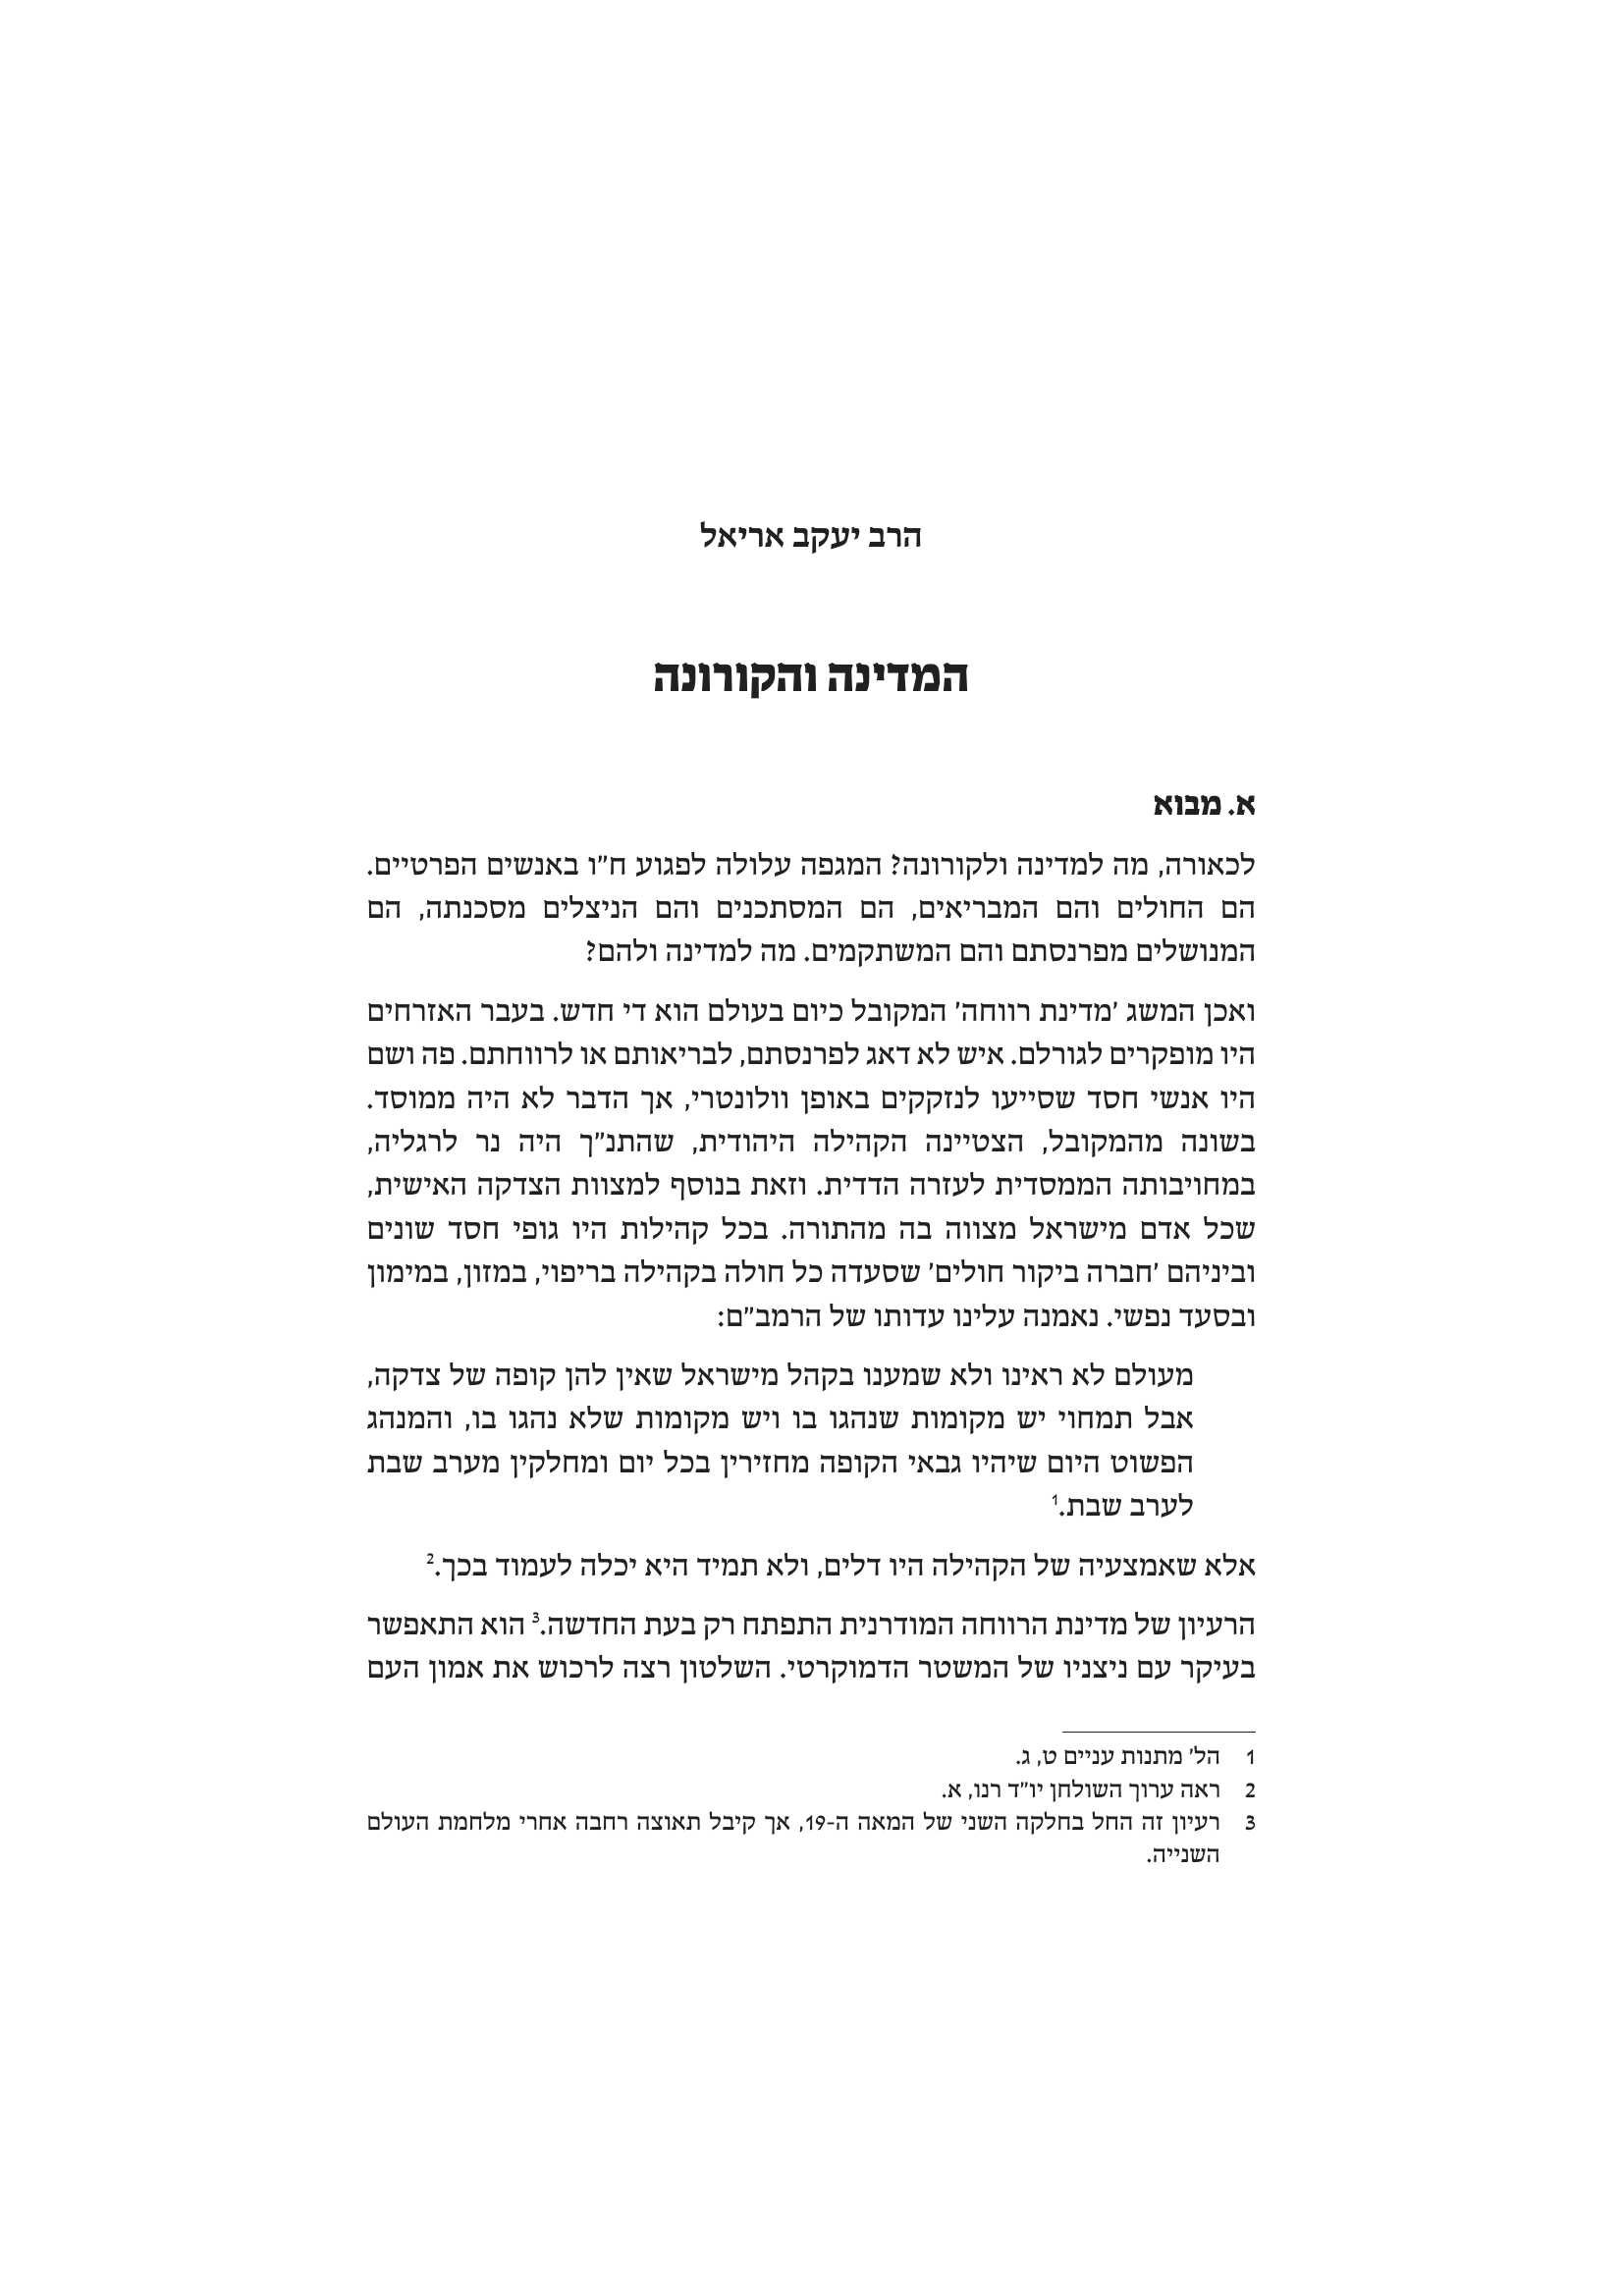 הרב יעקב אריאל
המדינה והקורונה
א. מבוא
לכאורה, מה למדינה ולקורונה? המגפה עלולה לפגוע ח"ו באנשים הפרטיים.
הם החולים והם המבריאים, הם המסתכנים והם הניצלים מסכנתה, הם
המנושלים מפרנסתם והם המשתקמים. מה למדינה ולהם?
ואכן המשג 'מדינת רווחה' המקובל כיום בעולם הוא די חדש. בעבר האזרחים
היו מופקרים לגורלם. איש לא דאג לפרנסתם, לבריאותם או לרווחתם. פה ושם
היו אנשי חסד שסייעו לנזקקים באופן וולונטרי, אך הדבר לא היה ממוסד.
בשונה מהמקובל, הצטיינה הקהילה היהודית, שהתנ"ך היה נר לרגליה,
במחויבותה הממסדית לעזרה הדדית. וזאת בנוסף למצוות הצדקה האישית,
שכל אדם מישראל מצווה בה מהתורה. בכל קהילות היו גופי חסד שונים
וביניהם 'חברה ביקור חולים' שסעדה כל חולה בקהילה בריפוי, במזון, במימון
ובסעד נפשי. נאמנה עלינו עדותו של הרמב"ם:
מעולם לא ראינו ולא שמענו בקהל מישראל שאין להן קופה של צדקה,
אבל תמחוי יש מקומות שנהגו בו ויש מקומות שלא נהגו בו, והמנהג
הפשוט היום שיהיו גבאי הקופה מחזירין בכל יום ומחלקין מערב שבת
לערב שבת.1
אלא שאמצעיה של הקהילה היו דלים, ולא תמיד היא יכלה לעמוד בכך.2
הרעיון של מדינת הרווחה המודרנית התפתח רק בעת החדשה.3 הוא התאפשר
בעיקר עם ניצניו של המשטר הדמוקרטי. השלטון רצה לרכוש את אמון העם
1 הל' מתנות עניים ט, ג.
2 ראה ערוך השולחן יו"ד רנו, א.
3 רעיון זה החל בחלקה השני של המאה ה-19, אך קיבל תאוצה רחבה אחרי מלחמת העולם
השנייה.